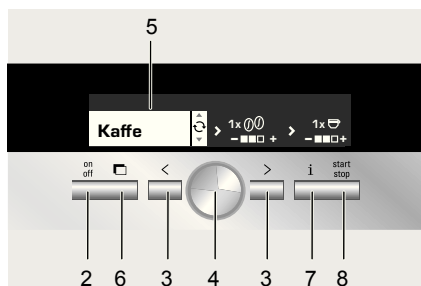 5
Kaffe
1x
1x
- +
- +
on
off
<
>
i
start
stop
2 6 3 4 3 7 8